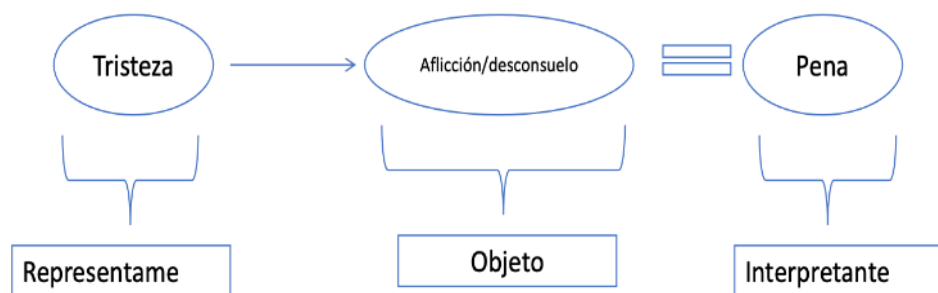 Tristeza
Aflicción/desconsuelo
Pena
Representame
Objeto
Interpretante